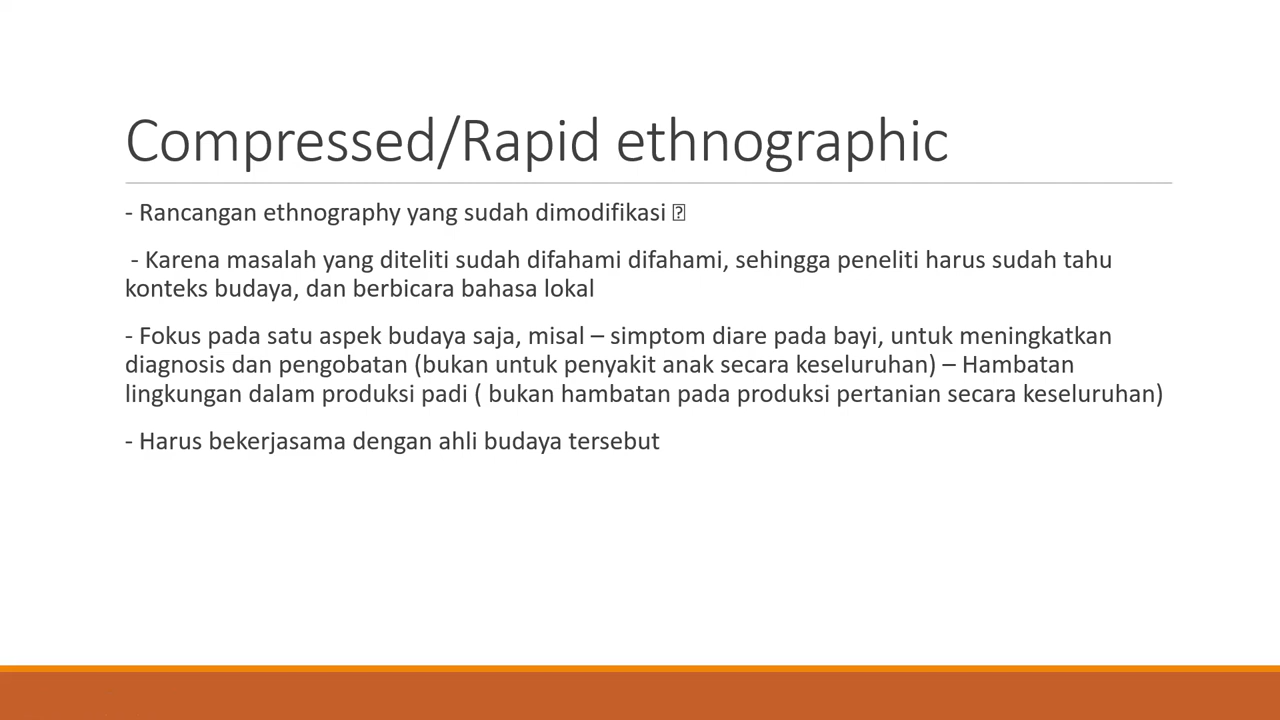 Compressed/Rapid ethnographic
- Rancangan ethnography yang sudah dimodifikasi
- Karena masalah yang diteliti sudah difahami difahami, sehingga peneliti harus sudah tahu
konteks budaya, dan berbicara bahasa lokal
- Fokus pada satu aspek budaya saja, misal – simptom diare pada bayi, untuk meningkatkan
diagnosis dan pengobatan (bukan untuk penyakit anak secara keseluruhan) – Hambatan
lingkungan dalam produksi padi ( bukan hambatan pada produksi pertanian secara keseluruhan)
- Harus bekerjasama dengan ahli budaya tersebut